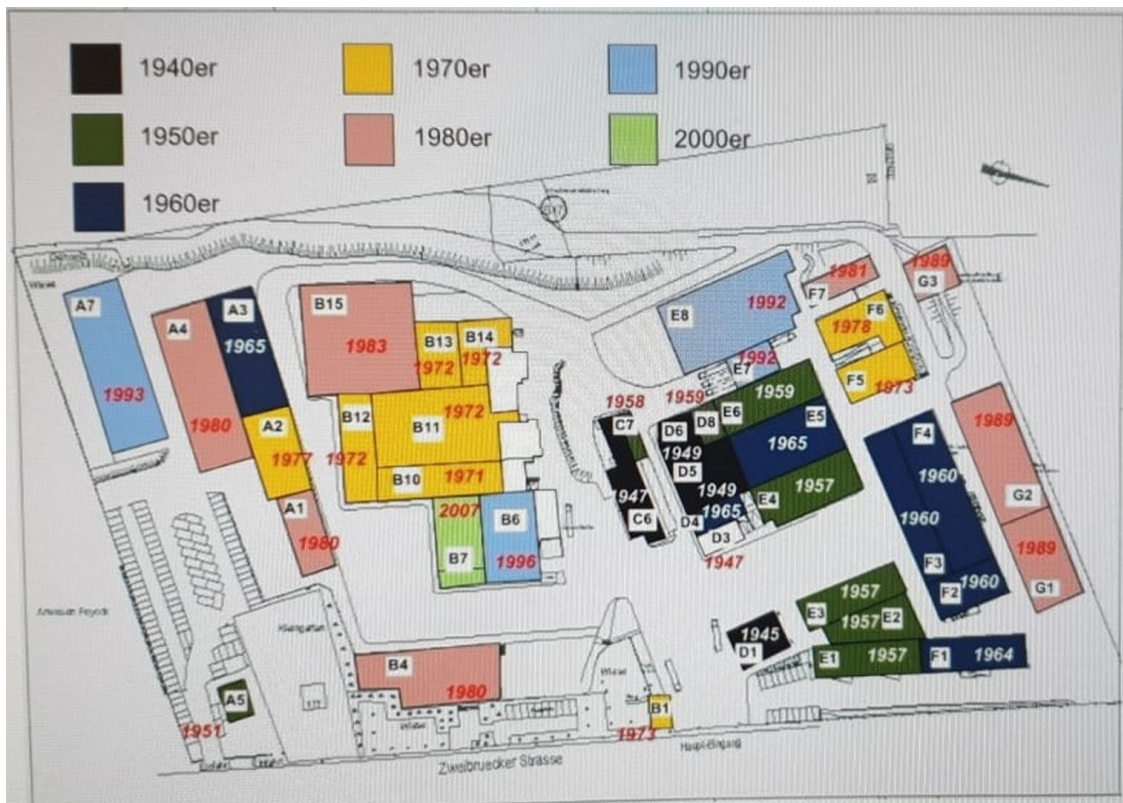 1940er
1970er
1990er
1950er
1980er
2000er
1960er
A7
1993
A4
1980
A3
1965
A2
1977
A1
1980
A5
1951
B15
1983
B13
1972
B14
1972
B12
1972
B11
1972
B10
1971
2007
B7
B6
1996
B4
1980
B1
1973
1958
C7
1947
C6
1959
D8
D6
1949
D5
1949
1965
D4
D3
1947
1945
D1
E8
1992
1992
E7
1959
E6
E5
1965
E4
1957
1957
E3
1957
E2
E1
1957
F1
1964
1981
F7
1978
F6
F5
1973
F4
1960
1960
F3
F2
1960
1989
G3
1989
G2
1989
G1
Haupt-Eingang
Zweibruecker Strasse